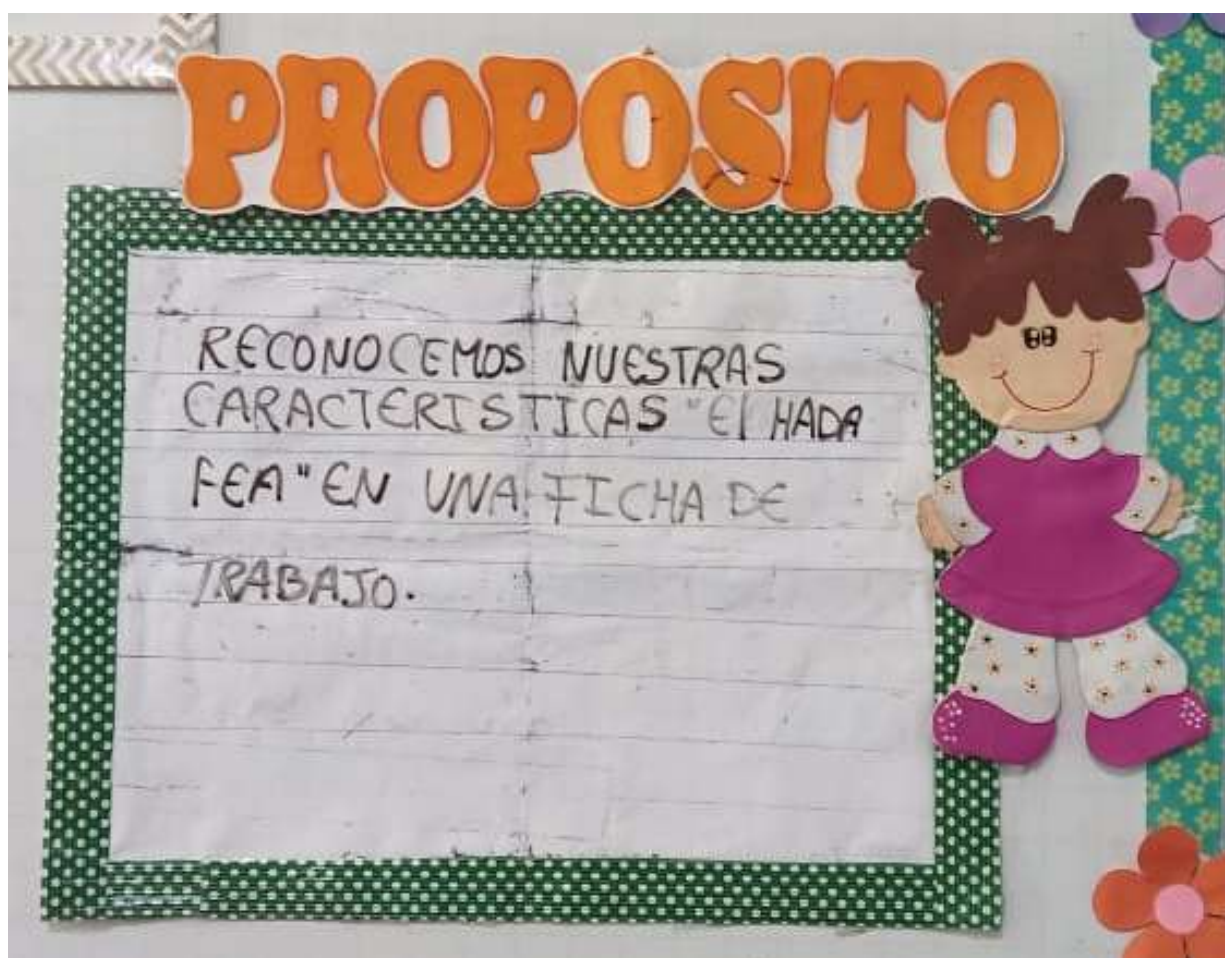 PROPOSITO
RECONOCEMOS NUESTRAS
CARACTERISTICAS "El HADA
FEA" EN UNA FICHA DE
TRABAJO.